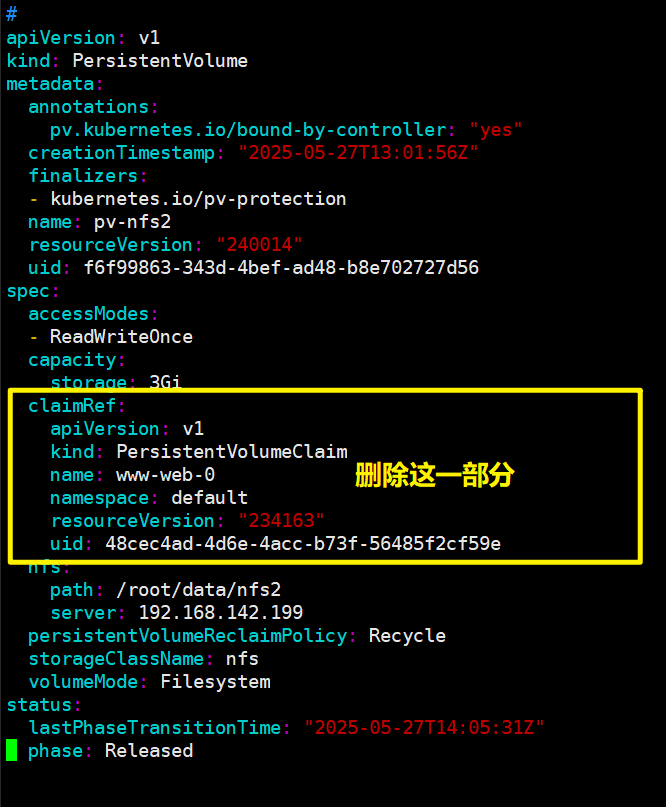 #
apiVersion: v1
kind: PersistentVolume
metadata:
  annotations:
    pv.kubernetes.io/bound-by-controller: "yes"
  creationTimestamp: "2025-05-27T13:01:56Z"
  finalizers:
  - kubernetes.io/pv-protection
  name: pv-nfs2
  resourceVersion: "240014"
  uid: f6f99863-343d-4bef-ad48-b8e702727d56
spec:
  accessModes:
  - ReadWriteOnce
  capacity:
    storage: 3Gi
  claimRef:
    apiVersion: v1
    kind: PersistentVolumeClaim
    name: www-web-0
删除这一部分
    namespace: default
    resourceVersion: "234163"
    uid: 48cec4ad-4d6e-4acc-b73f-56485f2cf59e
  nfs:
    path: /root/data/nfs2
    server: 192.168.142.199
  persistentVolumeReclaimPolicy: Recycle
  storageClassName: nfs
  volumeMode: Filesystem
status:
  lastPhaseTransitionTime: "2025-05-27T14:05:31Z"
  phase: Released